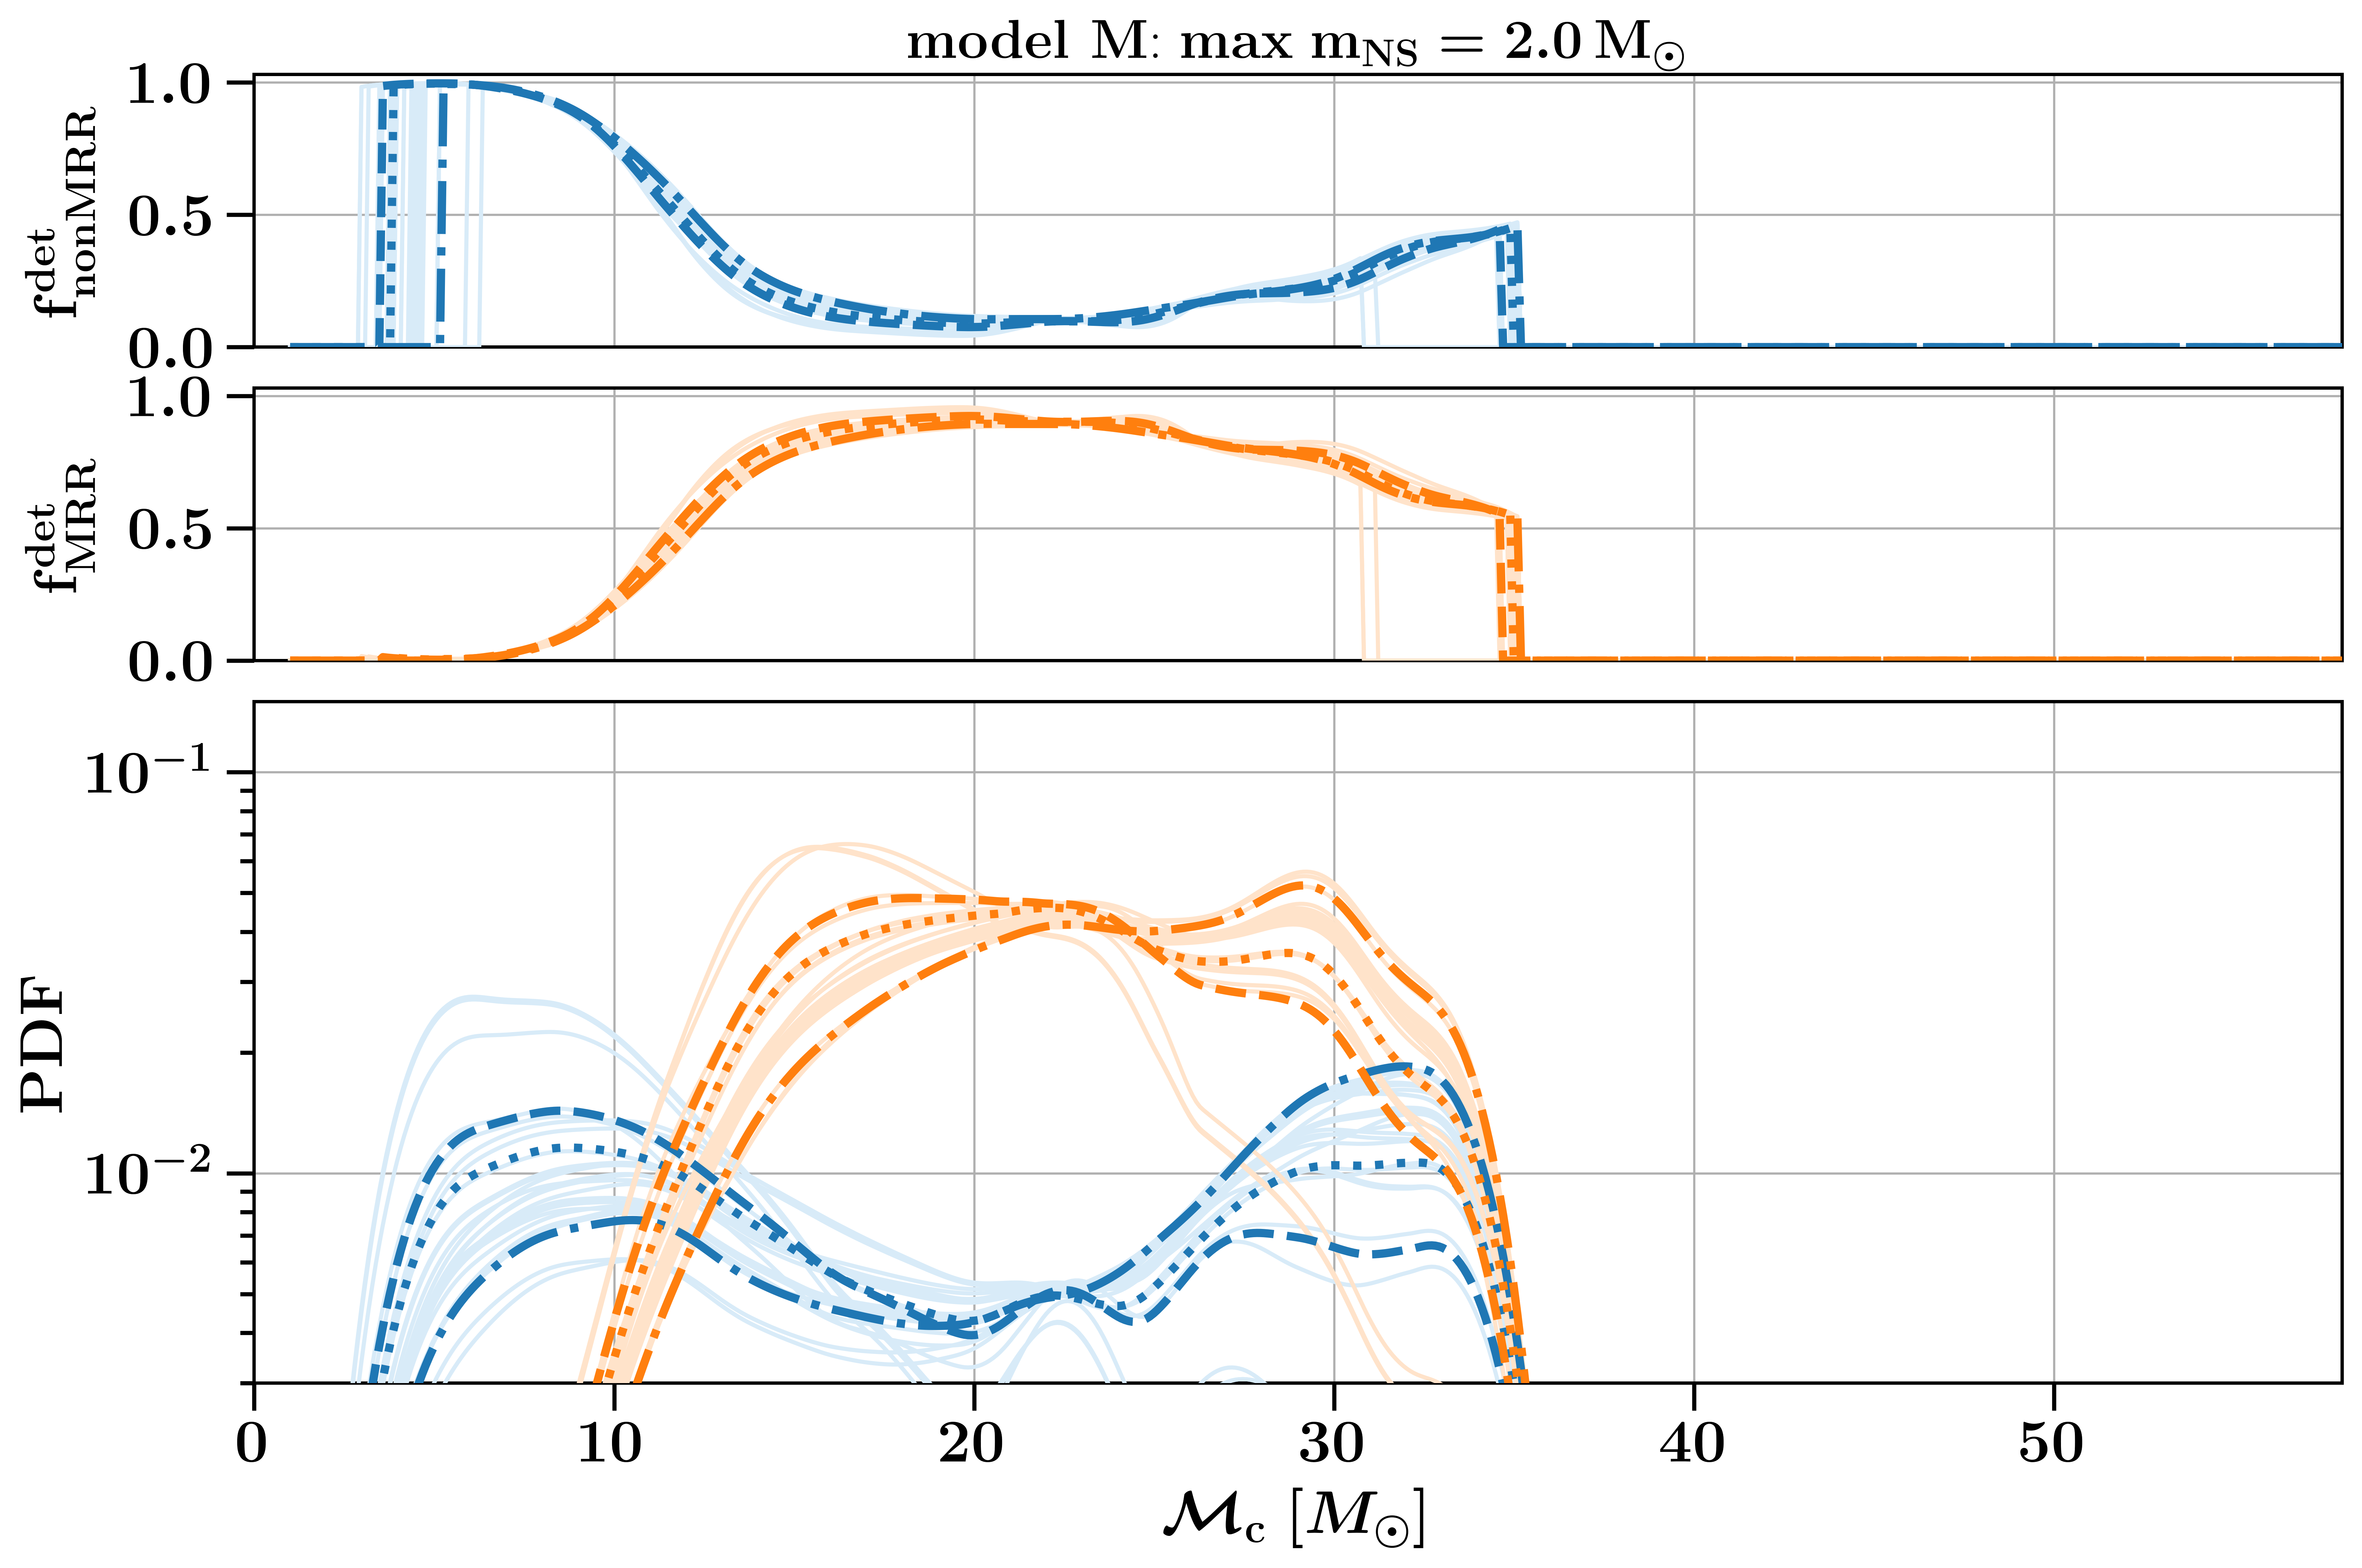 model M: max m_NS = 2.0 M_⊙
1.0
0.5
0.0
f^det_nonMRR
1.0
0.5
0.0
f^det_MRR
10^−1
10^−2
PDF
0 10 20 30 40 50
ℳ_c [M_⊙]